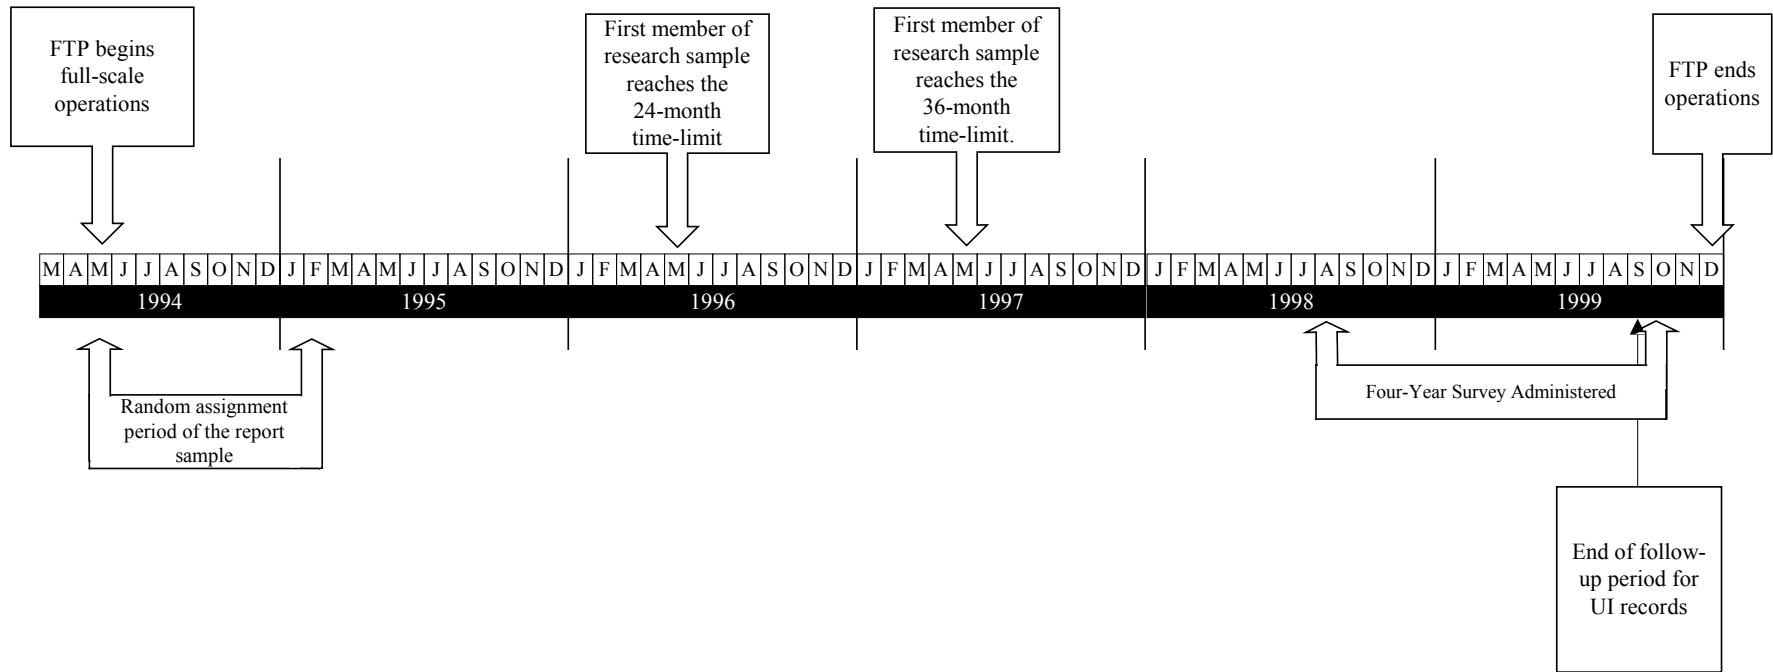 FTP begins
full-scale
operations
First member of
research sample
reaches the
24-month
time-limit
First member of
research sample
reaches the
36-month
time-limit.
FTP ends
operations
M A M J J A S O N D J F M A M J J A S O N D J F M A M J J A S O N D J F M A M J J A S O N D J F M A M J J A S O N D J F M A M J J A S O N D
1994 1995 1996 1997 1998 1999
Random assignment
period of the report
sample
Four-Year Survey Administered
End of follow-
up period for
UI records